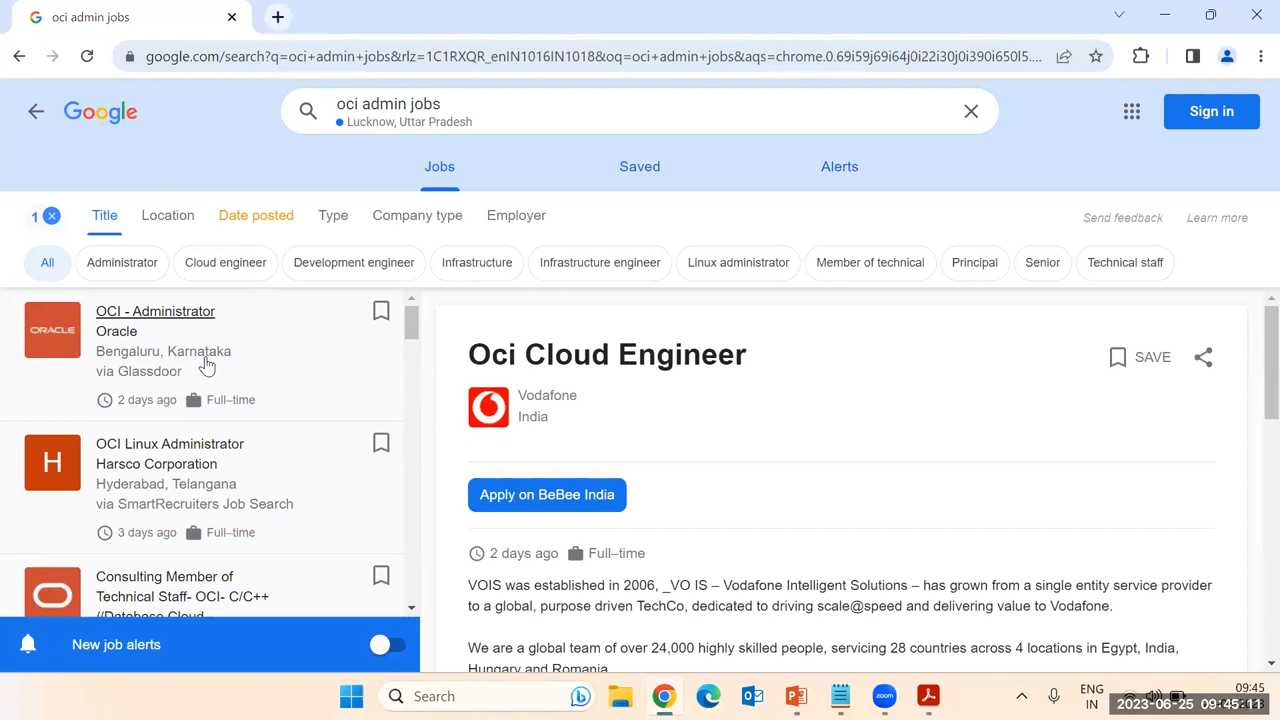 oci admin jobs
google.com/search?q=oci+admin+jobs&rlz=1C1RXQR_enIN1016IN1018&oq=oci+admin+jobs&aqs=chrome.0.69i59j69i64j0i22i30j0i390i650l5....
Google
oci admin jobs
Lucknow, Uttar Pradesh
Sign in
Jobs Saved Alerts
1 Title Location Date posted Type Company type Employer Send feedback Learn more
All Administrator Cloud engineer Development engineer Infrastructure Infrastructure engineer Linux administrator Member of technical Principal Senior Technical staff
ORACLE
OCI - Administrator
Oracle
Bengaluru, Karnataka
via Glassdoor
2 days ago Full–time
H
OCI Linux Administrator
Harsco Corporation
Hyderabad, Telangana
via SmartRecruiters Job Search
3 days ago Full–time
Consulting Member of
Technical Staff- OCI- C/C++
//Database Cloud–
New job alerts
Oci Cloud Engineer
SAVE
Vodafone
India
Apply on BeBee India
2 days ago Full–time
VOIS was established in 2006, _VO IS – Vodafone Intelligent Solutions – has grown from a single entity service provider
to a global, purpose driven TechCo, dedicated to driving scale@speed and delivering value to Vodafone.
We are a global team of over 24,000 highly skilled people, servicing 28 countries across 4 locations in Egypt, India,
Hungary and Romania
Search
zoom
ENG
IN
09:45
2023-06-25 09:45:11